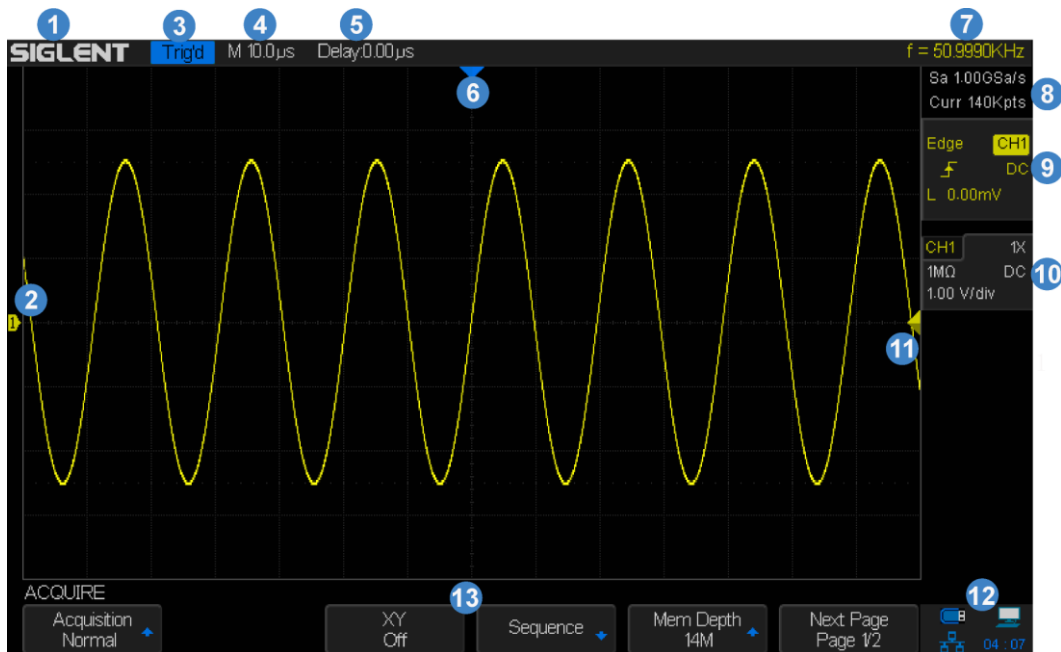 1 3 4 5 7
SIGLENT Trig'd M 10.0µs Delay:0.00µs f = 50.9990KHz
6
Sa 1.00GSa/s
Curr 140Kpts
8
Edge CH1
DC
9
L 0.00mV
CH1 1X
1MΩ DC
10
1.00 V/div
2
1
11
ACQUIRE
13
12
Acquisition
Normal
XY
Off
Sequence
Mem Depth
14M
Next Page
Page 1/2
04 : 07